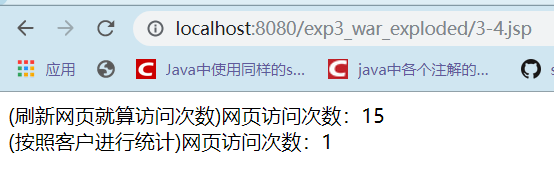 localhost:8080/exp3_war_exploded/3-4.jsp
应用
Java中使用同样的s...
java中各个注解的...
s
(刷新网页就算访问次数)网页访问次数：15
(按照客户进行统计)网页访问次数：1